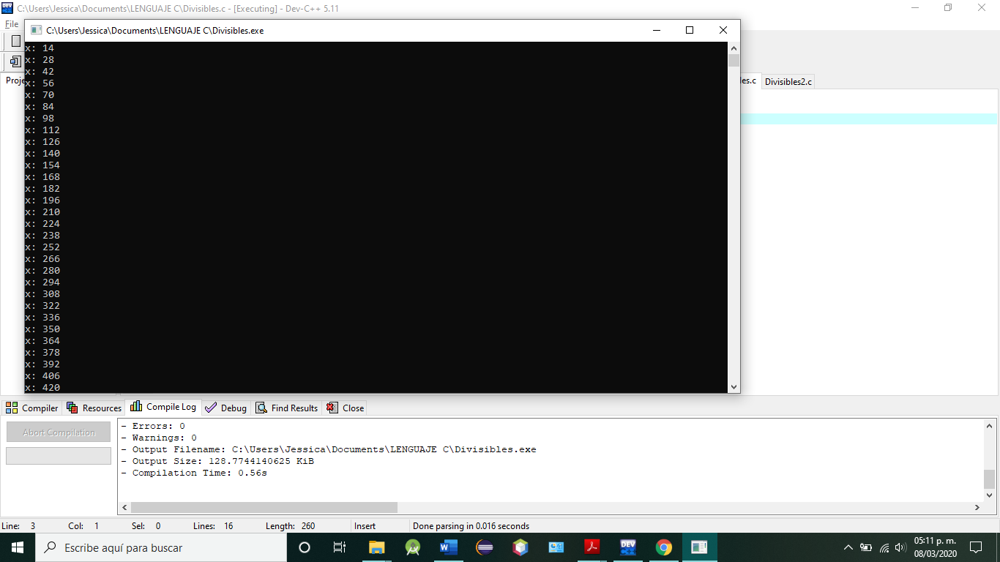 C:\Users\Jessica\Documents\LENGUAJE C\Divisibles.c - [Executing] - Dev-C++ 5.11
File
C:\Users\Jessica\Documents\LENGUAJE C\Divisibles.exe
Proje
les.c
Divisibles2.c
x: 14
x: 28
x: 42
x: 56
x: 70
x: 84
x: 98
x: 112
x: 126
x: 140
x: 154
x: 168
x: 182
x: 196
x: 210
x: 224
x: 238
x: 252
x: 266
x: 280
x: 294
x: 308
x: 322
x: 336
x: 350
x: 364
x: 378
x: 392
x: 406
x: 420
Compiler Resources Compile Log Debug Find Results Close
Abort Compilation
- Errors: 0
- Warnings: 0
- Output Filename: C:\Users\Jessica\Documents\LENGUAJE C\Divisibles.exe
- Output Size: 128.7744140625 KiB
- Compilation Time: 0.56s
Line: 3 Col: 1 Sel: 0 Lines: 16 Length: 260 Insert Done parsing in 0.016 seconds
Escribe aquí para buscar
DEV
05:11 p. m.
08/03/2020